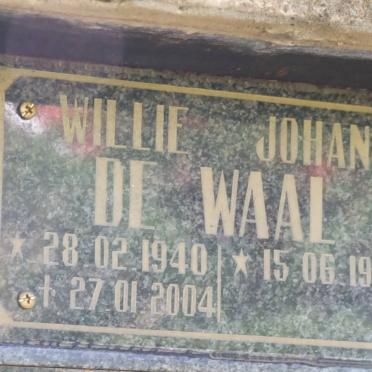 WILLIE JOHAN
DE WAAL
* 28 02 1940 * 15 06 19
† 27 01 2004